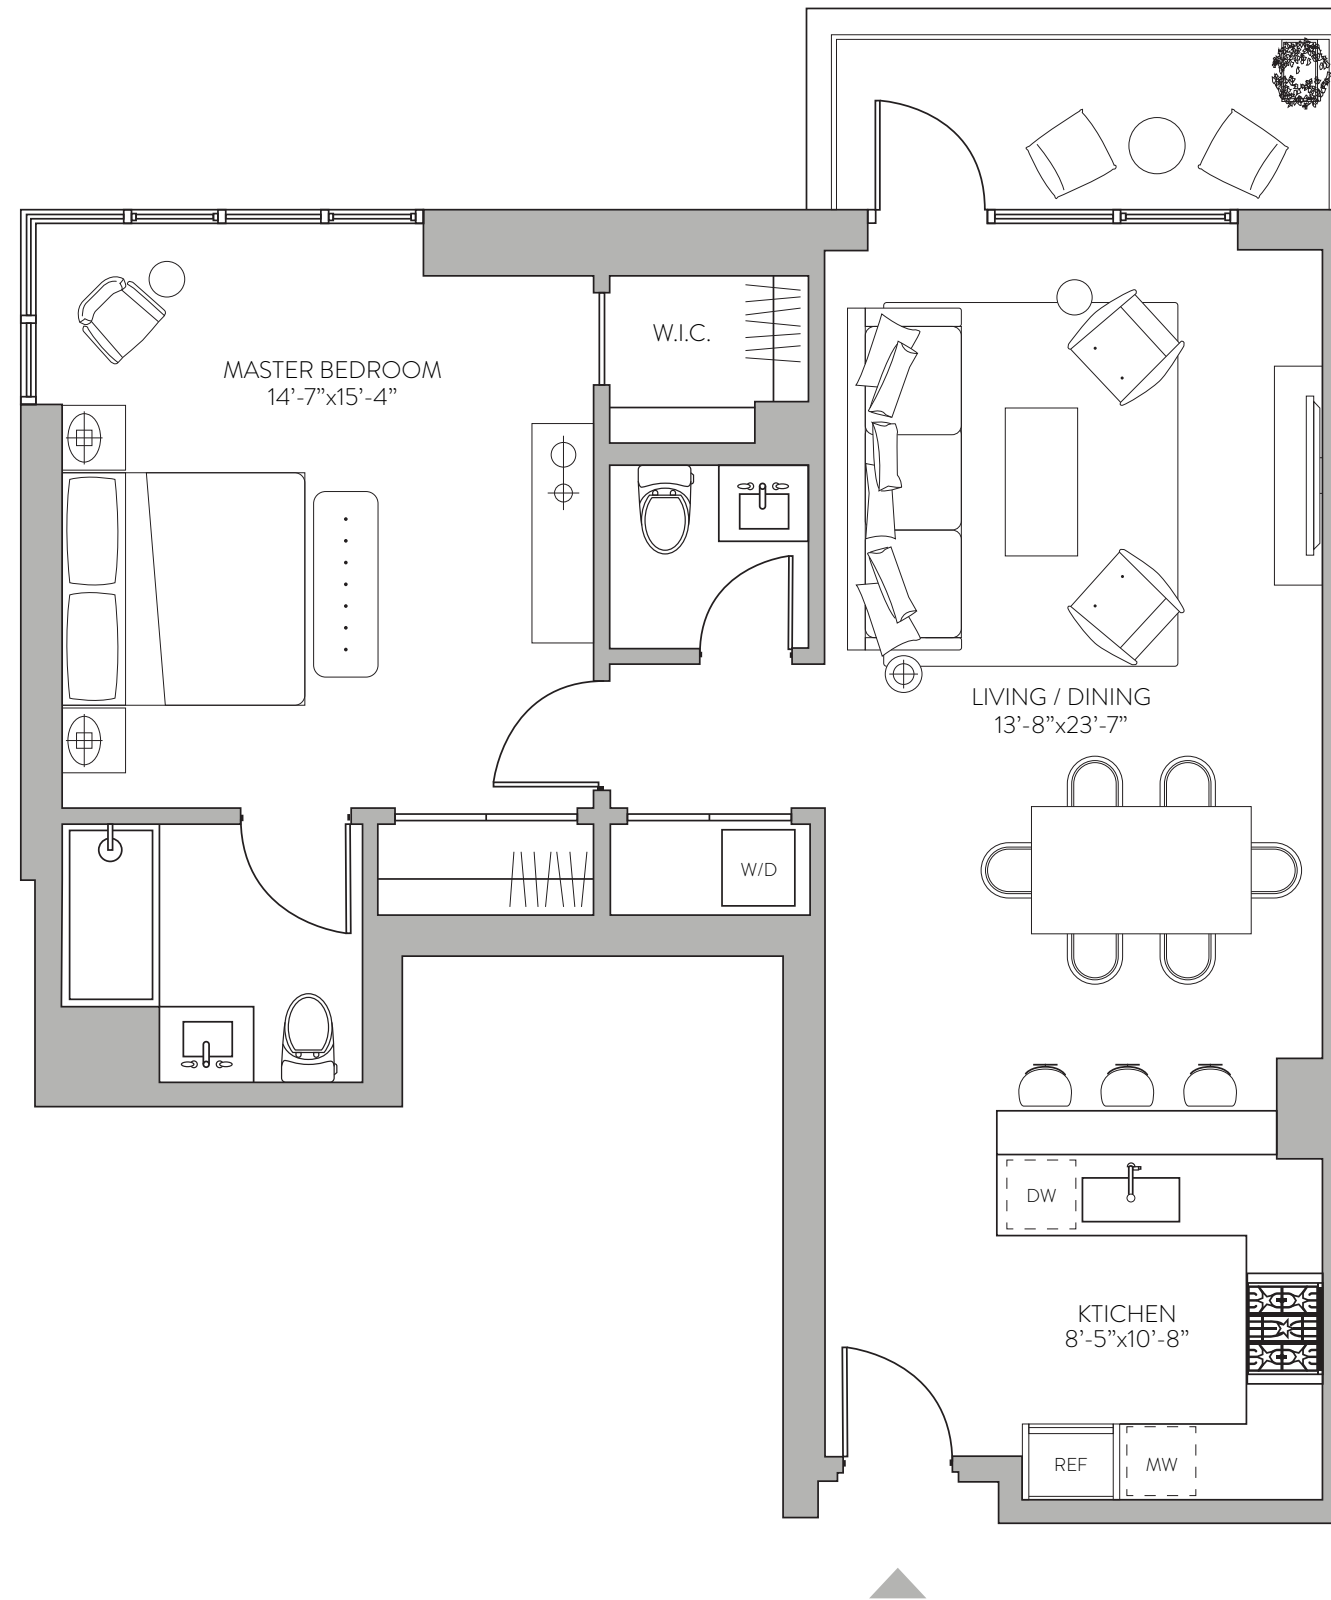 W.I.C.
MASTER BEDROOM
14’-7”x15’-4”
LIVING / DINING
13’-8”x23’-7”
W/D
DW
KTICHEN
8’-5”x10’-8”
REF
MW